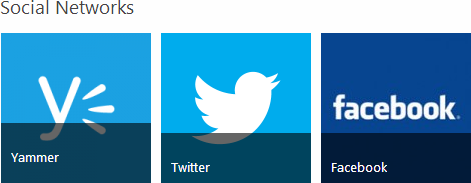 Social Networks
facebook.
Yammer
Twitter
Facebook